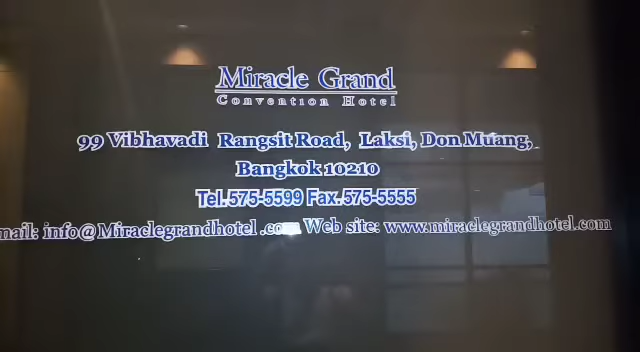 Miracle Grand
Convention Hotel
99 Vibhavadi Rangsit Road, Laksi, Don Muang,
Bangkok 10210
Tel.575-5599 Fax.575-5555
mail: info@Miraclegrandhotel .com Web site: www.miraclegrandhotel.com